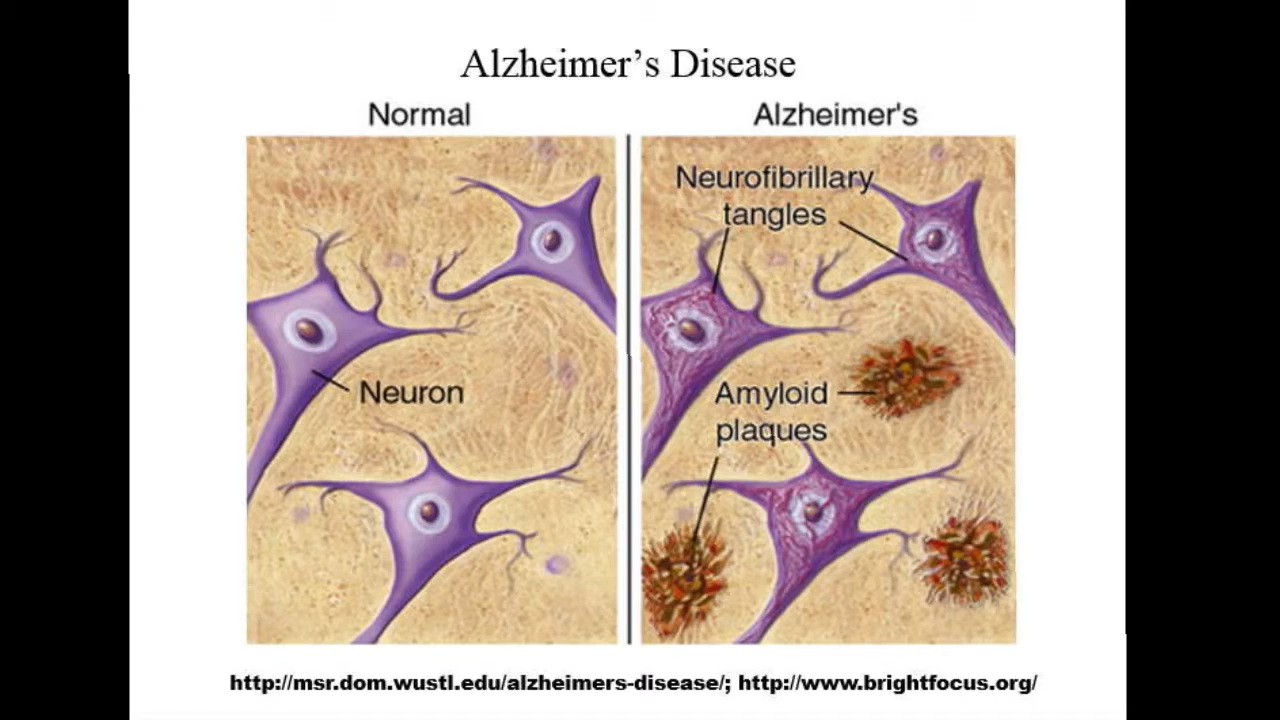 Alzheimer’s Disease
Normal
Alzheimer's
Neurofibrillary
tangles
Neuron
Amyloid
plaques
http://msr.dom.wustl.edu/alzheimers-disease/; http://www.brightfocus.org/